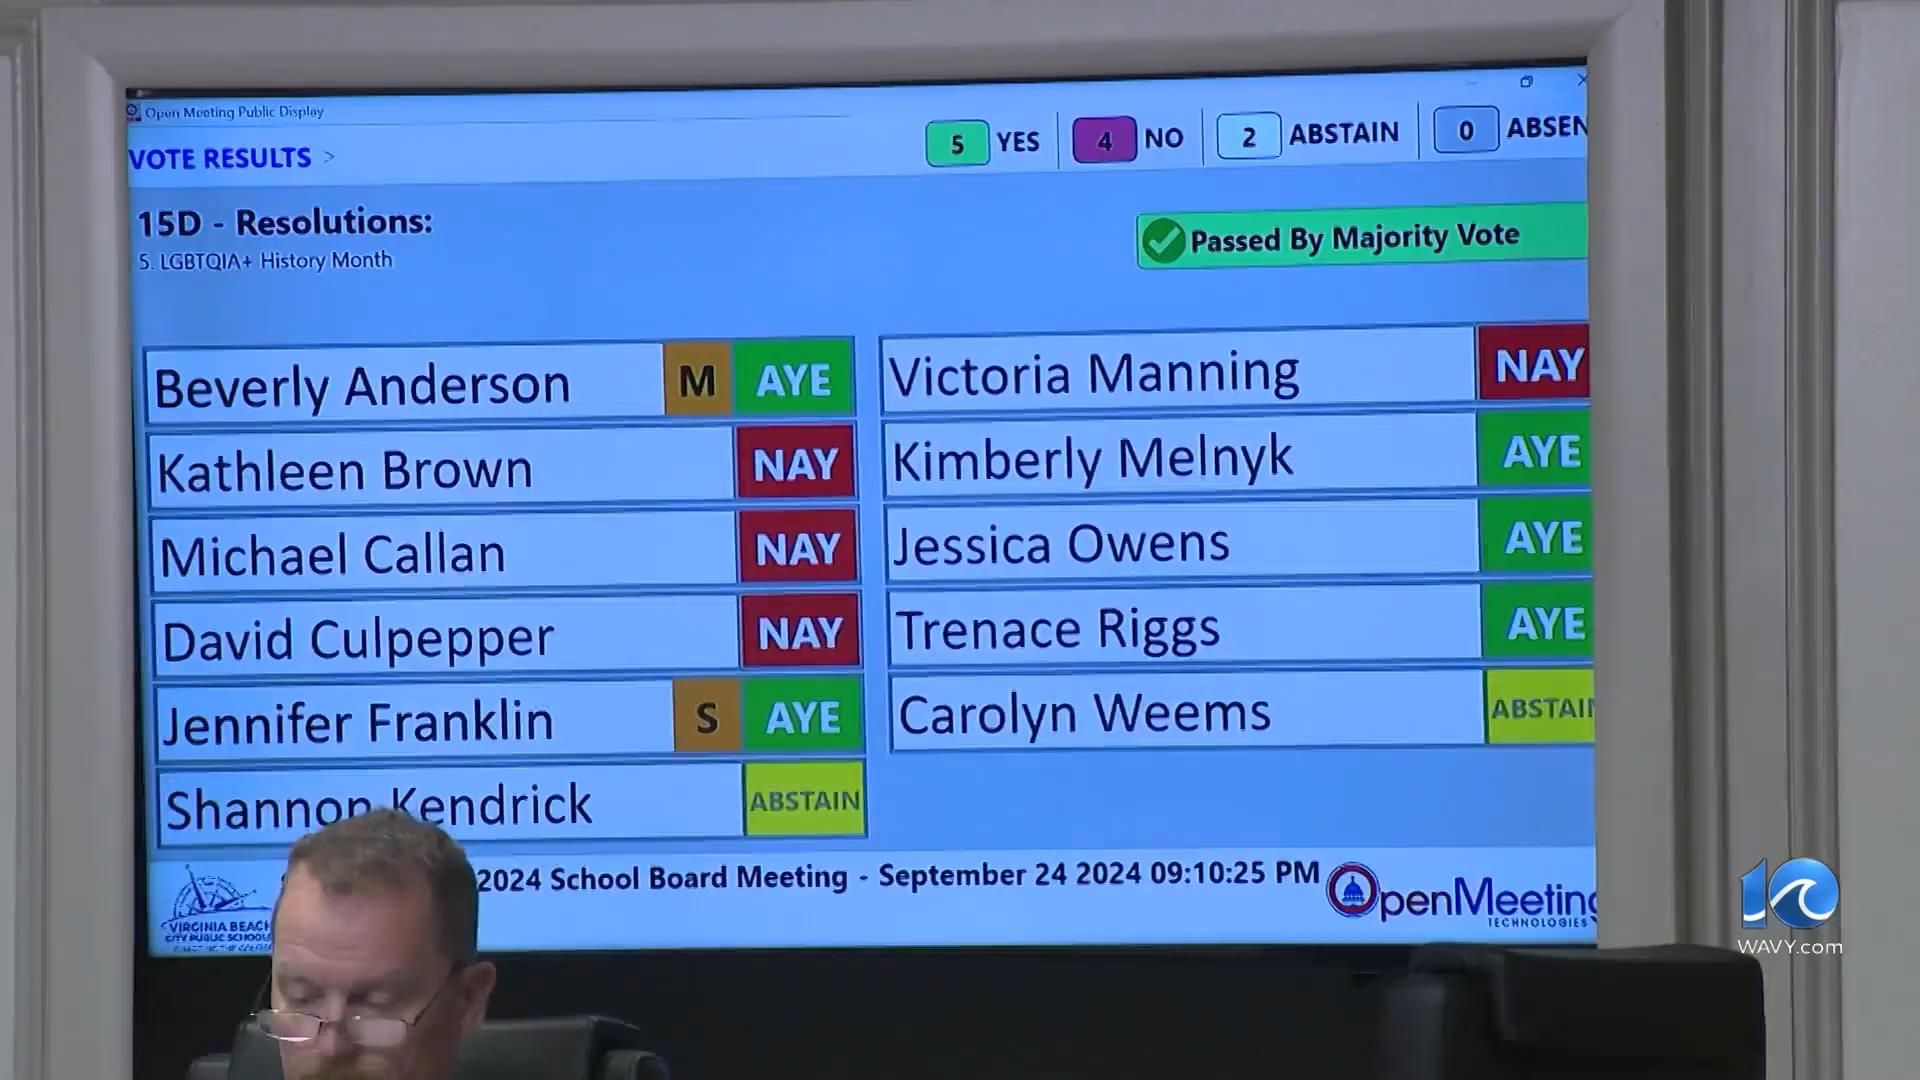 Open Meeting Public Display
VOTE RESULTS >
5 YES 4 NO 2 ABSTAIN 0 ABSEN
15D - Resolutions:
5. LGBTQIA+ History Month
Passed By Majority Vote
Beverly Anderson M AYE
Kathleen Brown NAY
Michael Callan NAY
David Culpepper NAY
Jennifer Franklin S AYE
Shannon Kendrick ABSTAIN
Victoria Manning NAY
Kimberly Melnyk AYE
Jessica Owens AYE
Trenace Riggs AYE
Carolyn Weems ABSTAIN
VIRGINIA BEACH
CITY PUBLIC SCHOOLS
2024 School Board Meeting - September 24 2024 09:10:25 PM
OpenMeeting
TECHNOLOGIES
10
WAVY.com